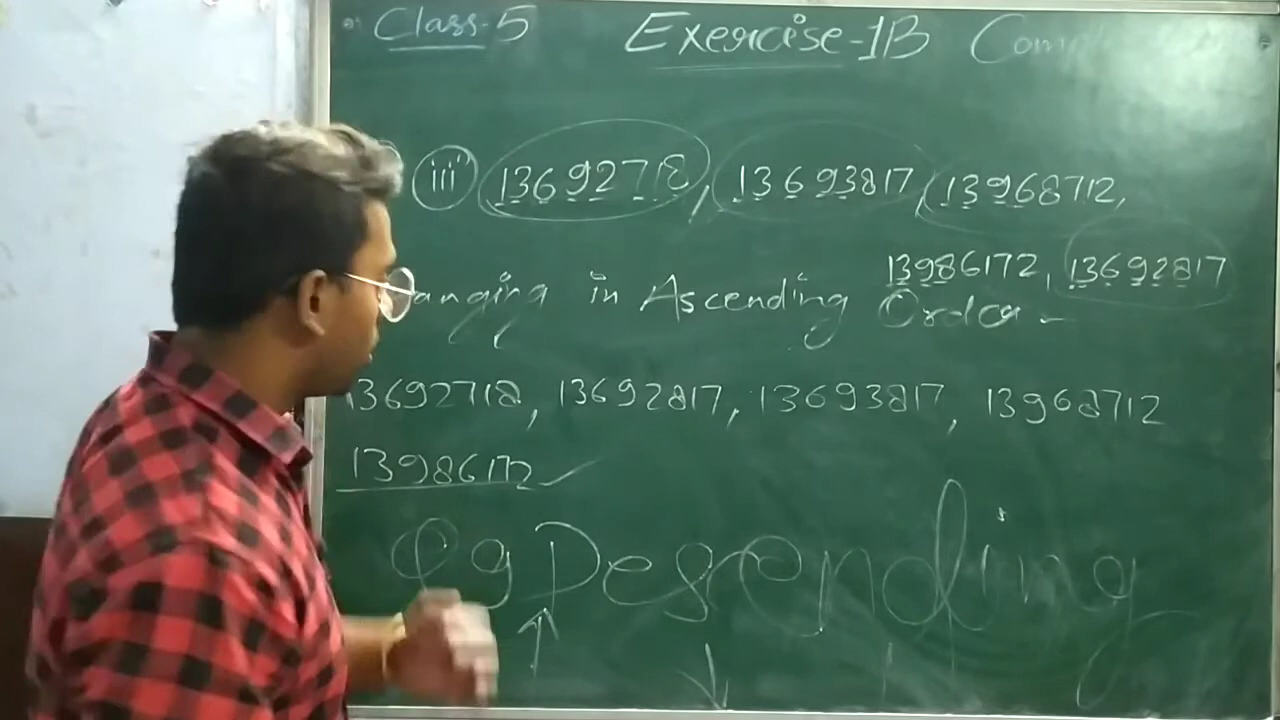 Class-5 Exercise-1B
iii 13692718, 13693817, 13968712,
13986172, 13692817
anging in Ascending Order -
13692718, 13692817, 13693817, 13968712
13986172
Descending